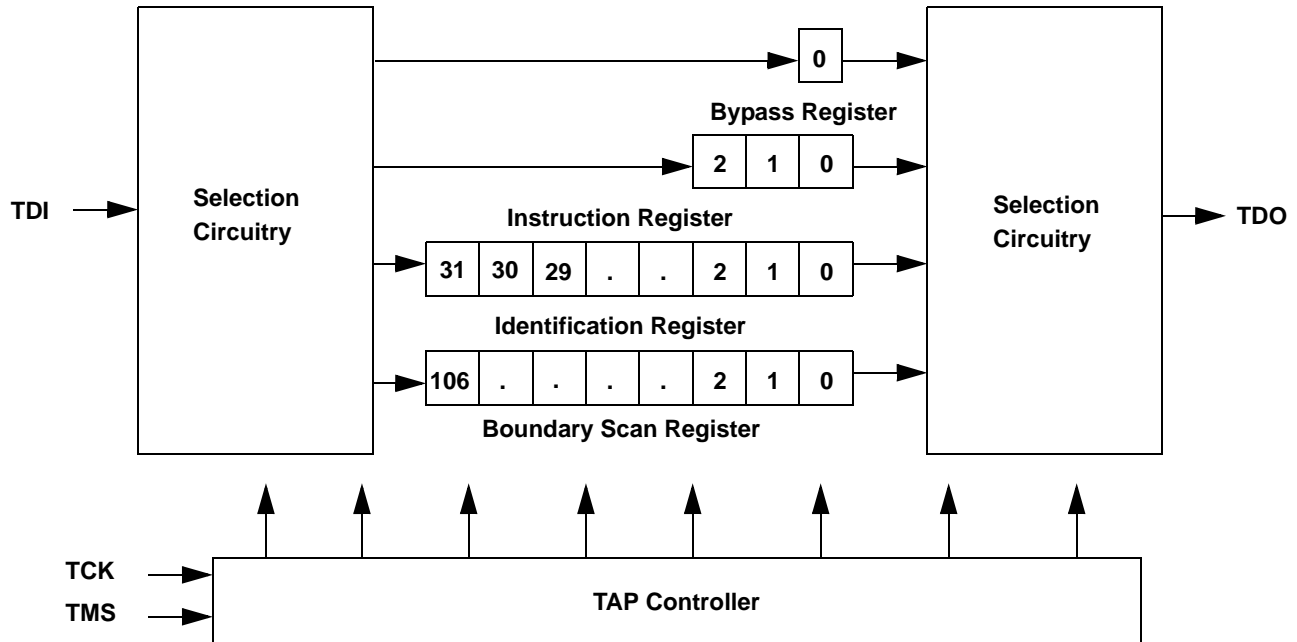 0
Bypass Register
2 1 0
TDI
Selection
Circuitry
Selection
Circuitry
TDO
Instruction Register
31 30 29 . . 2 1 0
Identification Register
106 . . . . 2 1 0
Boundary Scan Register
TCK
TMS
TAP Controller